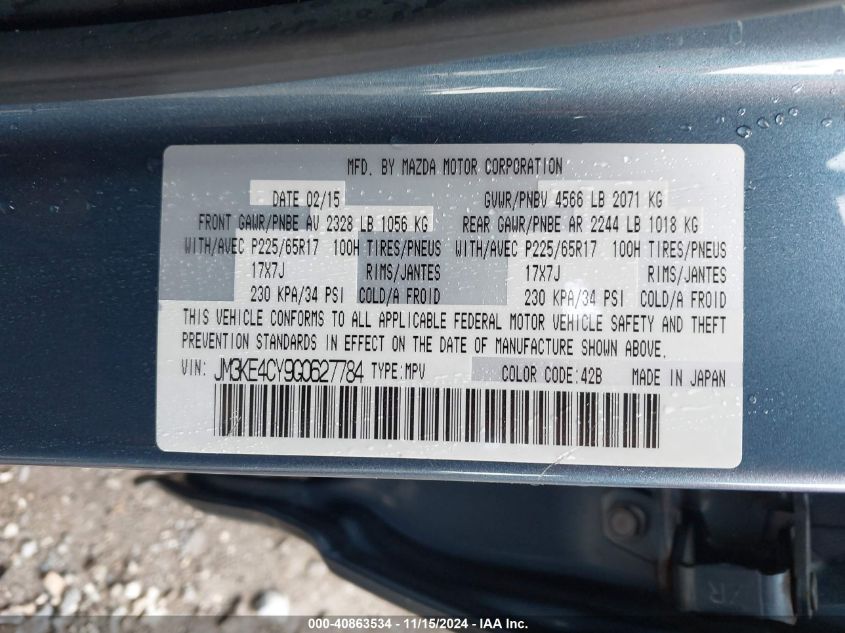 MFD. BY MAZDA MOTOR CORPORATION
DATE 02/15 GVWR/PNBV 4566 LB 2071 KG
FRONT GAWR/PNBE AV 2328 LB 1056 KG REAR GAWR/PNBE AR 2244 LB 1018 KG
WITH/AVEC P225/65R17 100H TIRES/PNEUS WITH/AVEC P225/65R17 100H TIRES/PNEUS
17X7J RIMS/JANTES 17X7J RIMS/JANTES
230 KPA/34 PSI COLD/A FROID 230 KPA/34 PSI COLD/A FROID
THIS VEHICLE CONFORMS TO ALL APPLICABLE FEDERAL MOTOR VEHICLE SAFETY AND THEFT
PREVENTION STANDARDS IN EFFECT ON THE DATE OF MANUFACTURE SHOWN ABOVE.
VIN: JM3KE4CY9G0627784 TYPE:MPV COLOR CODE:42B MADE IN JAPAN
000-40863534 - 11/15/2024 - iaai.com